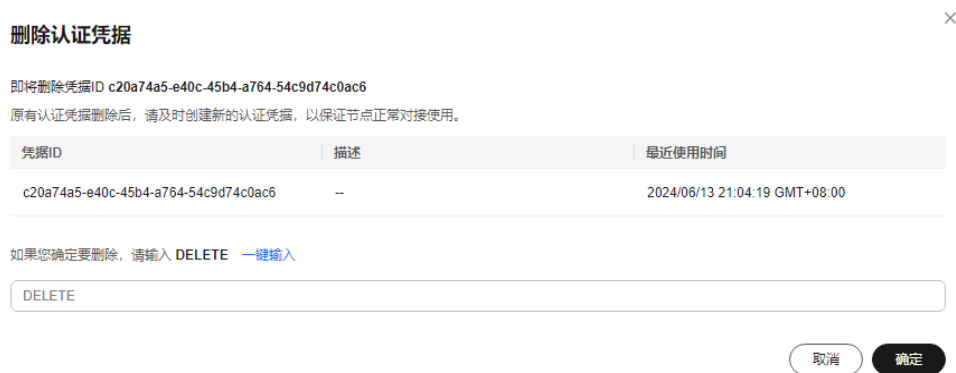 删除认证凭据
即将删除凭据ID c20a74a5-e40c-45b4-a764-54c9d74c0ac6
原有认证凭据删除后，请及时创建新的认证凭据，以保证节点正常对接使用。
凭据ID 描述 最近使用时间
c20a74a5-e40c-45b4-a764-54c9d74c0ac6 -- 2024/06/13 21:04:19 GMT+08:00
如果您确定要删除，请输入 DELETE 一键输入
DELETE
取消 确定